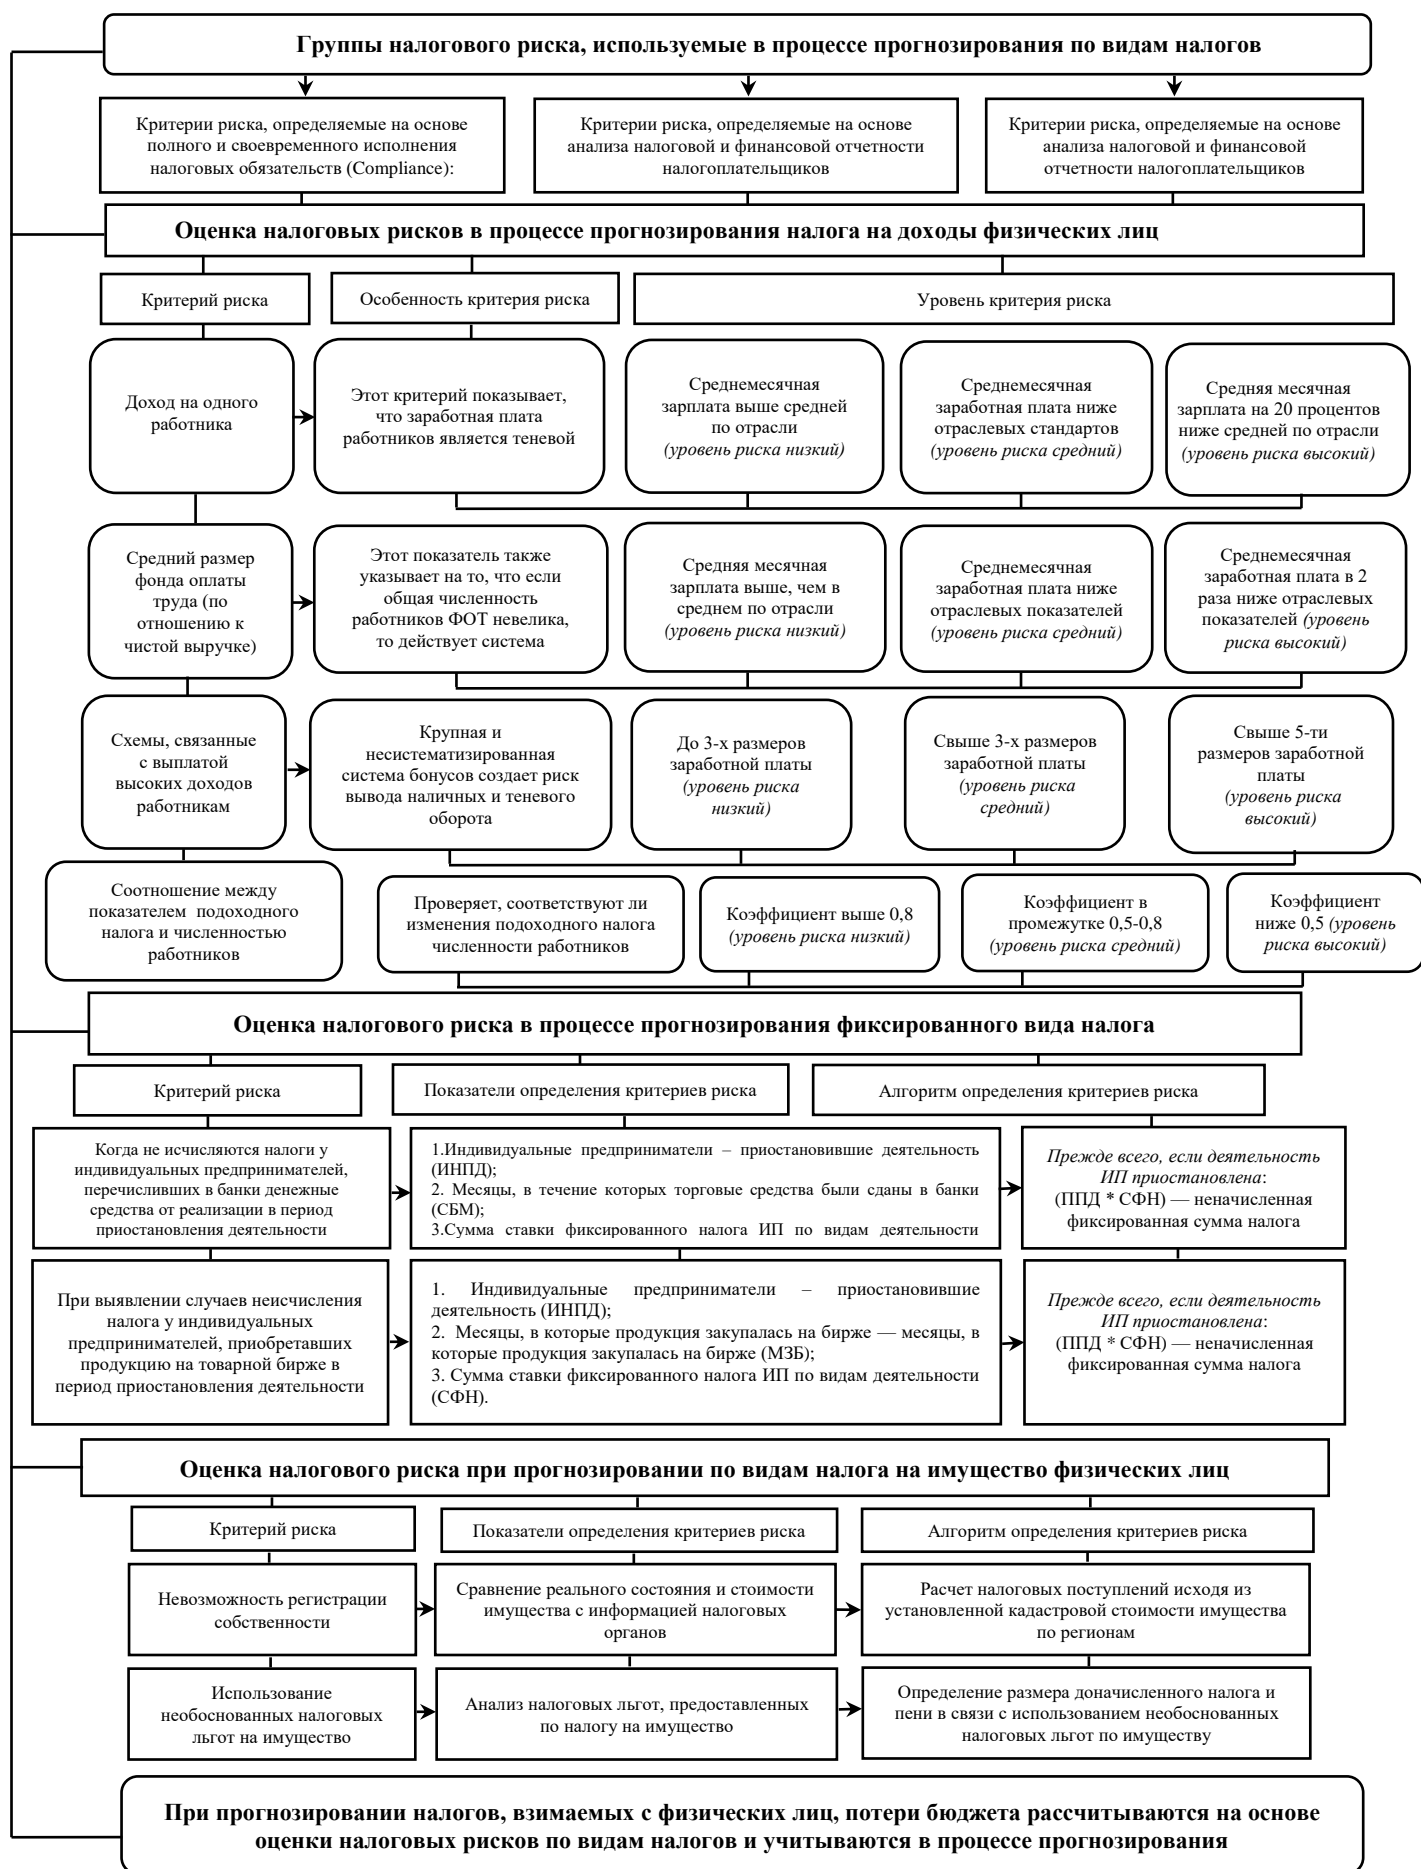 Группы налогового риска, используемые в процессе прогнозирования по видам налогов
Критерии риска, определяемые на основе
полного и своевременного исполнения
налоговых обязательств (Compliance):
Критерии риска, определяемые на основе
анализа налоговой и финансовой отчетности
налогоплательщиков
Критерии риска, определяемые на основе
анализа налоговой и финансовой
отчетности налогоплательщиков
Оценка налоговых рисков в процессе прогнозирования налога на доходы физических лиц
Критерий риска
Особенность критерия риска
Уровень критерия риска
Доход на одного
работника
Этот критерий показывает,
что заработная плата
работников является теневой
Среднемесячная
зарплата выше средней
по отрасли
(уровень риска низкий)
Среднемесячная
заработная плата ниже
отраслевых стандартов
(уровень риска средний)
Средняя месячная
зарплата на 20 процентов
ниже средней по отрасли
(уровень риска высокий)
Средний размер
фонда оплаты
труда (по
отношению к
чистой выручке)
Этот показатель также
указывает на то, что если
общая численность
работников ФОТ невелика,
то действует система
Средняя месячная
зарплата выше, чем в
среднем по отрасли
(уровень риска низкий)
Среднемесячная
заработная плата ниже
отраслевых показателей
(уровень риска средний)
Среднемесячная
заработная плата в 2
раза ниже отраслевых
показателей (уровень
риска высокий)
Схемы, связанные
с выплатой
высоких доходов
работникам
Крупная и
несистематизированная
система бонусов создает риск
вывода наличных и теневого
оборота
До 3-х размеров
заработной платы
(уровень риска
низкий)
Свыше 3-х размеров
заработной платы
(уровень риска
средний)
Свыше 5-ти
размеров заработной
платы
(уровень риска
высокий)
Соотношение между
показателем подоходного
налога и численностью
работников
Проверяет, соответствуют ли
изменения подоходного налога
численности работников
Коэффициент выше 0,8
(уровень риска низкий)
Коэффициент в
промежутке 0,5-0,8
(уровень риска средний)
Коэффициент
ниже 0,5 (уровень
риска высокий)
Оценка налогового риска в процессе прогнозирования фиксированного вида налога
Критерий риска
Показатели определения критериев риска
Алгоритм определения критериев риска
Когда не исчисляются налоги у
индивидуальных предпринимателей,
перечисливших в банки денежные
средства от реализации в период
приостановления деятельности
1.Индивидуальные предприниматели – приостановившие деятельность
(ИНПД);
2. Месяцы, в течение которых торговые средства были сданы в банки
(СБМ);
3.Сумма ставки фиксированного налога ИП по видам деятельности
Прежде всего, если деятельность
ИП приостановлена:
(ППД * СФН) — неначисленная
фиксированная сумма налога
При выявлении случаев неисчисления
налога у индивидуальных
предпринимателей, приобретавших
продукцию на товарной бирже в
период приостановления деятельности
1. Индивидуальные предприниматели – приостановившие
деятельность (ИНПД);
2. Месяцы, в которые продукция закупалась на бирже — месяцы, в
которые продукция закупалась на бирже (МЗБ);
3. Сумма ставки фиксированного налога ИП по видам деятельности
(СФН).
Прежде всего, если деятельность
ИП приостановлена:
(ППД * СФН) — неначисленная
фиксированная сумма налога
Оценка налогового риска при прогнозировании по видам налога на имущество физических лиц
Критерий риска
Показатели определения критериев риска
Алгоритм определения критериев риска
Невозможность регистрации
собственности
Сравнение реального состояния и стоимости
имущества с информацией налоговых
органов
Расчет налоговых поступлений исходя из
установленной кадастровой стоимости имущества
по регионам
Использование
необоснованных налоговых
льгот на имущество
Анализ налоговых льгот, предоставленных
по налогу на имущество
Определение размера доначисленного налога и
пени в связи с использованием необоснованных
налоговых льгот по имуществу
При прогнозировании налогов, взимаемых с физических лиц, потери бюджета рассчитываются на основе
оценки налоговых рисков по видам налогов и учитываются в процессе прогнозирования